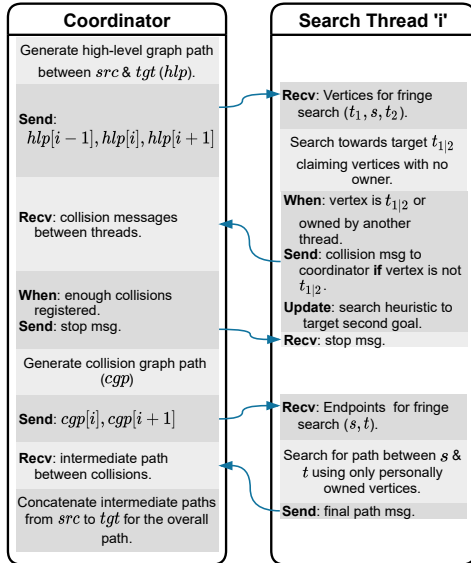 Coordinator
Generate high-level graph path
between src & tgt (hlp).
Send:
hlp[i − 1], hlp[i], hlp[i + 1]
Recv: collision messages
between threads.
When: enough collisions
registered.
Send: stop msg.
Generate collision graph path
(cgp)
Send: cgp[i], cgp[i + 1]
Recv: intermediate path
between collisions.
Concatenate intermediate paths
from src to tgt for the overall
path.
Search Thread 'i'
Recv: Vertices for fringe
search (t₁, s, t₂).
Search towards target t₁|₂
claiming vertices with no
owner.
When: vertex is t₁|₂ or
owned by another
thread.
Send: collision msg to
coordinator if vertex is not
t₁|₂.
Update: search heuristic to
target second goal.
Recv: stop msg.
Recv: Endpoints for fringe
search (s, t).
Search for path between s &
t using only personally
owned vertices.
Send: final path msg.